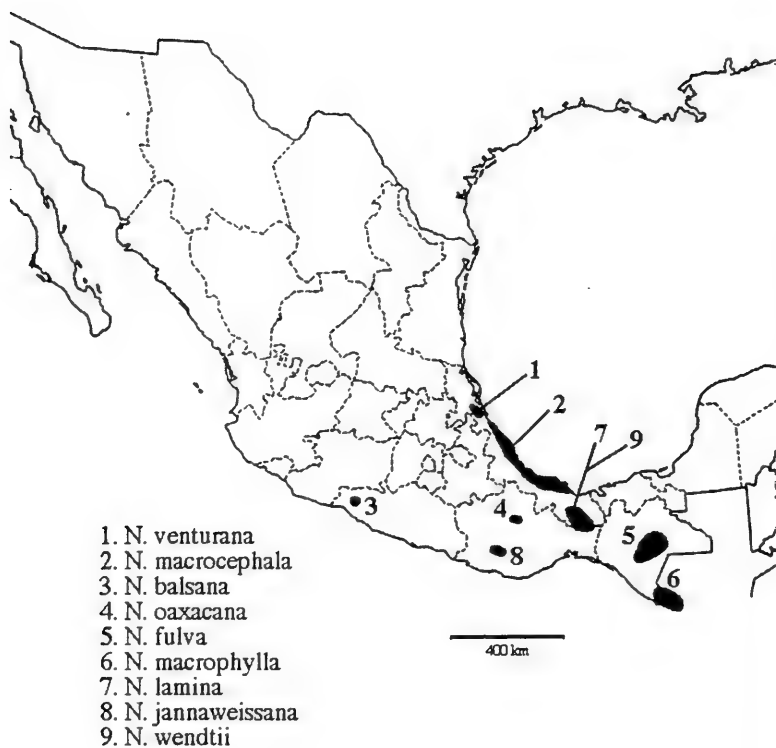 1
2
7
9
3
4
5
8
6
400 km
1. N. venturana
2. N. macrocephala
3. N. balsana
4. N. oaxacana
5. N. fulva
6. N. macrophylla
7. N. lamina
8. N. jannaweissana
9. N. wendtii